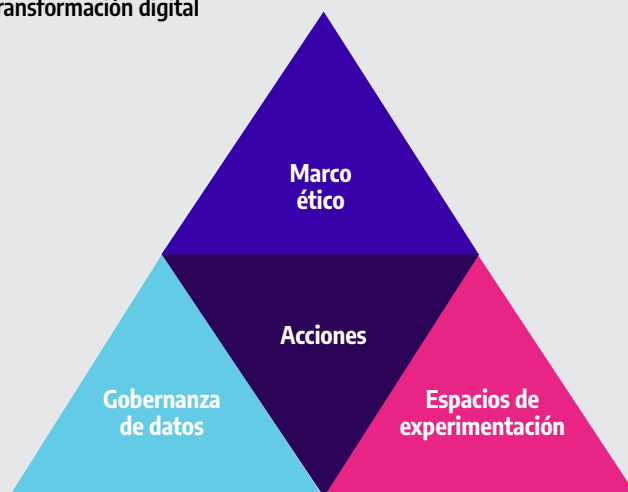 ransformación digital
Marco
ético
Acciones
Gobernanza
de datos
Espacios de
experimentación